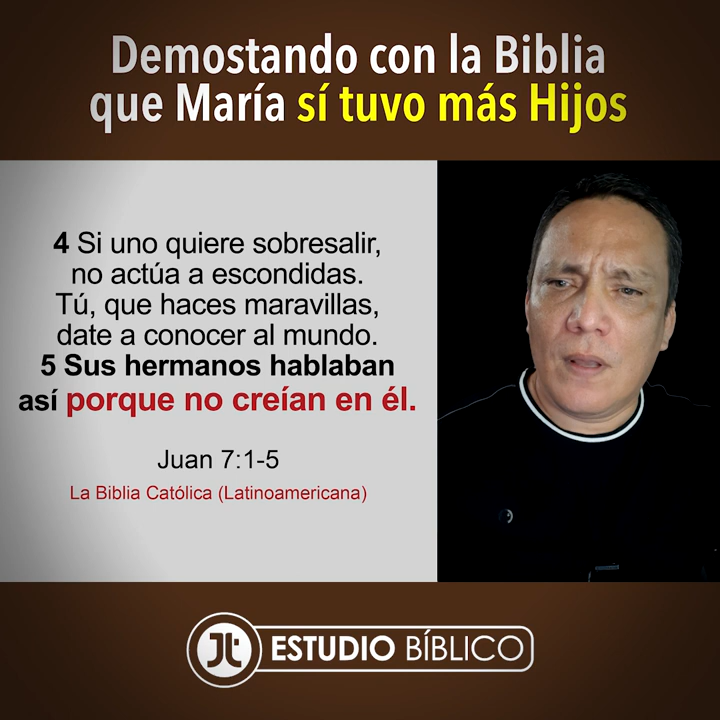 Demostando con la Biblia
que María sí tuvo más Hijos
4 Si uno quiere sobresalir,
no actúa a escondidas.
Tú, que haces maravillas,
date a conocer al mundo.
5 Sus hermanos hablaban
así porque no creían en él.
Juan 7:1-5
La Biblia Católica (Latinoamericana)
Jt ESTUDIO BÍBLICO